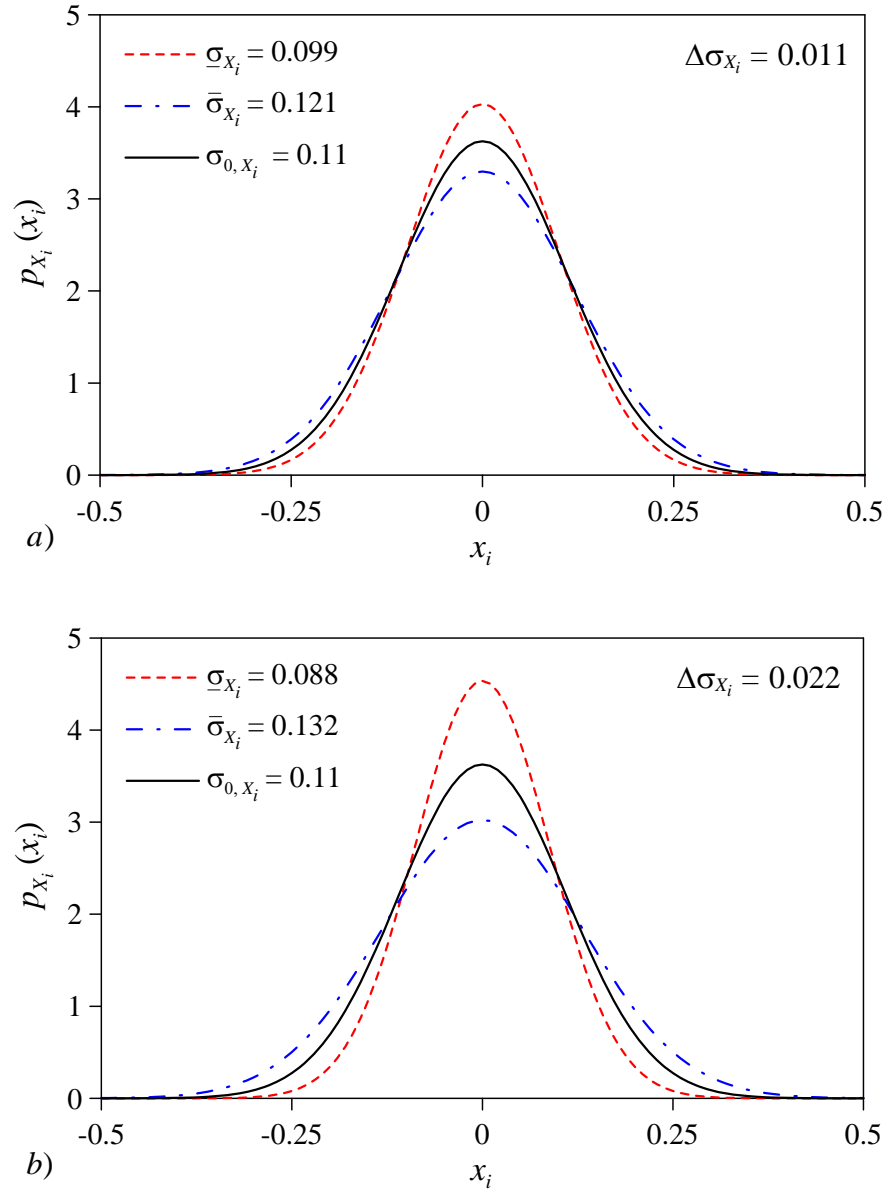 5
σ̲_{X_i} = 0.099
Δσ_{X_i} = 0.011
σ̄_{X_i} = 0.121
4
σ_{0, X_i} = 0.11
3
p_{X_i} (x_i)
2
1
0
-0.5 -0.25 0 0.25 0.5
a)
x_i
5
σ̲_{X_i} = 0.088
Δσ_{X_i} = 0.022
σ̄_{X_i} = 0.132
4
σ_{0, X_i} = 0.11
3
p_{X_i} (x_i)
2
1
0
-0.5 -0.25 0 0.25 0.5
b)
x_i